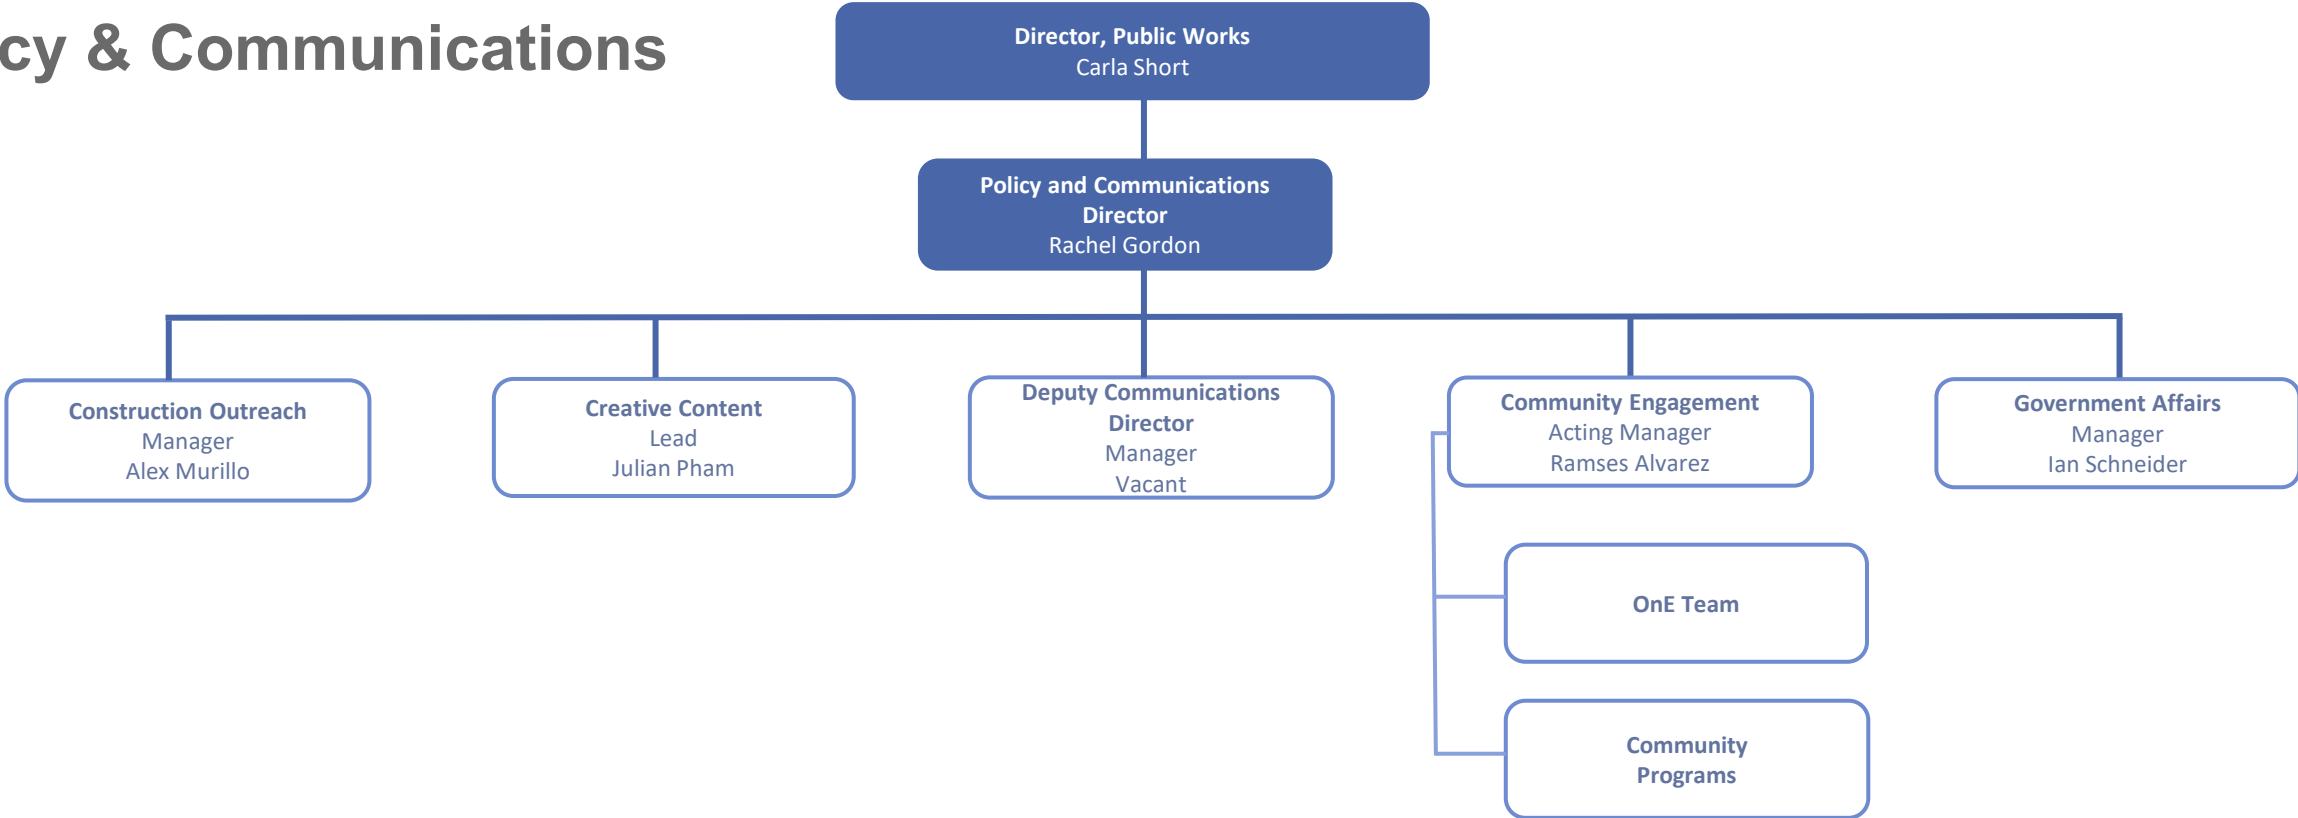 cy & Communications
Director, Public Works
Carla Short
Policy and Communications
Director
Rachel Gordon
Construction Outreach
Manager
Alex Murillo
Creative Content
Lead
Julian Pham
Deputy Communications
Director
Manager
Vacant
Community Engagement
Acting Manager
Ramses Alvarez
Government Affairs
Manager
Ian Schneider
OnE Team
Community
Programs